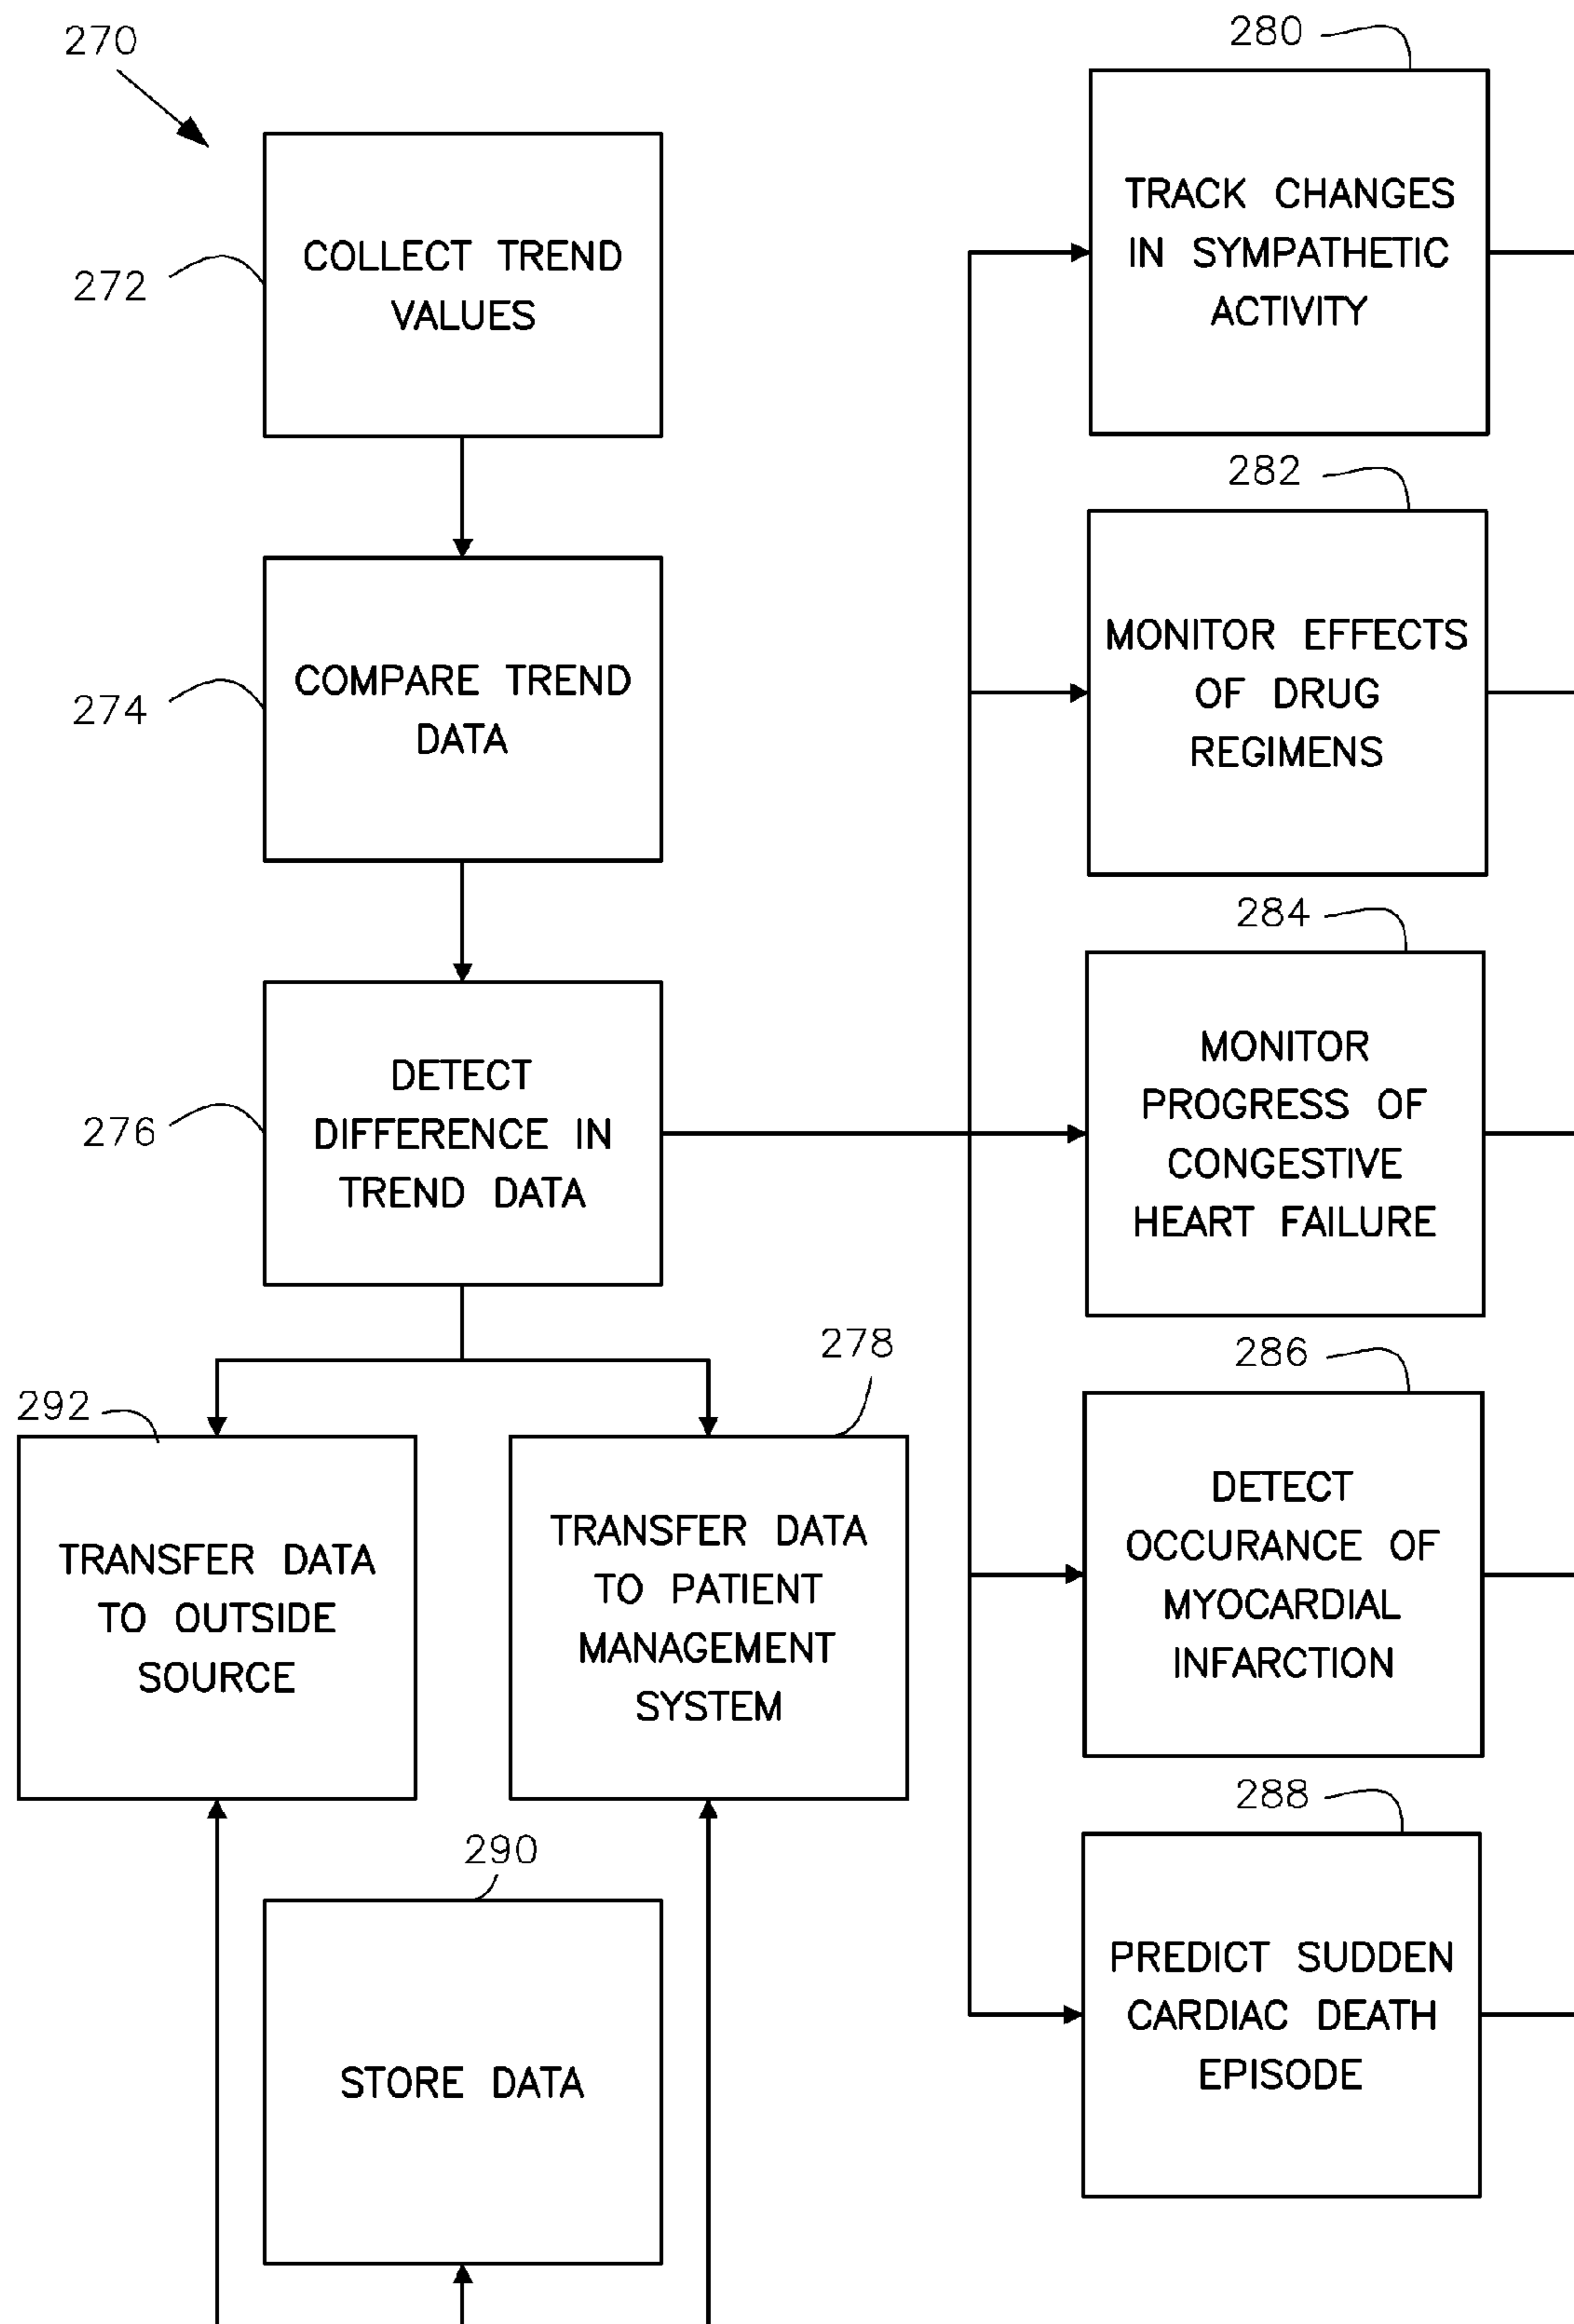 270
272
COLLECT TREND
VALUES
274
COMPARE TREND
DATA
276
DETECT
DIFFERENCE IN
TREND DATA
292
TRANSFER DATA
TO OUTSIDE
SOURCE
278
TRANSFER DATA
TO PATIENT
MANAGEMENT
SYSTEM
290
STORE DATA
280
TRACK CHANGES
IN SYMPATHETIC
ACTIVITY
282
MONITOR EFFECTS
OF DRUG
REGIMENS
284
MONITOR
PROGRESS OF
CONGESTIVE
HEART FAILURE
286
DETECT
OCCURANCE OF
MYOCARDIAL
INFARCTION
288
PREDICT SUDDEN
CARDIAC DEATH
EPISODE